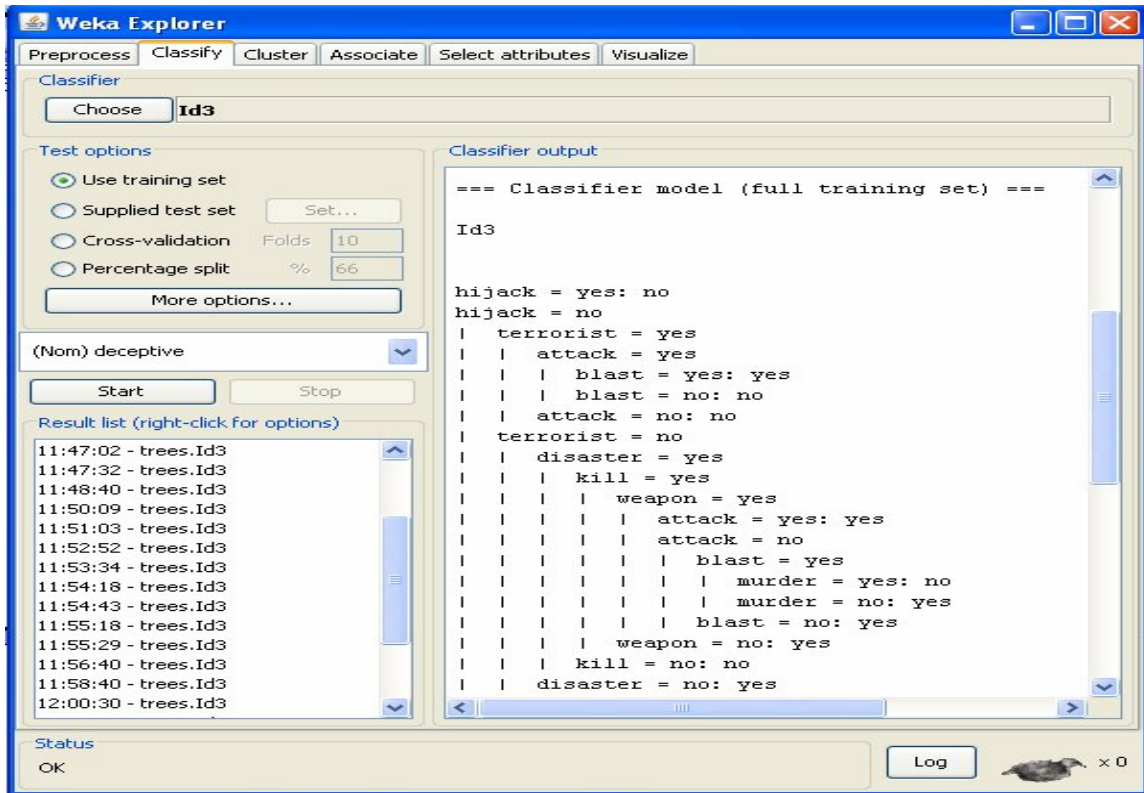 Weka Explorer
Preprocess Classify Cluster Associate Select attributes Visualize
Classifier
Choose Id3
Test options
Use training set
Supplied test set Set...
Cross-validation Folds 10
Percentage split % 66
More options...
(Nom) deceptive
Start Stop
Result list (right-click for options)
11:47:02 - trees.Id3
11:47:32 - trees.Id3
11:48:40 - trees.Id3
11:50:09 - trees.Id3
11:51:03 - trees.Id3
11:52:52 - trees.Id3
11:53:34 - trees.Id3
11:54:18 - trees.Id3
11:54:43 - trees.Id3
11:55:18 - trees.Id3
11:55:29 - trees.Id3
11:56:40 - trees.Id3
11:58:40 - trees.Id3
12:00:30 - trees.Id3
Classifier output
=== Classifier model (full training set) ===
Id3
hijack = yes: no
hijack = no
| terrorist = yes
| | attack = yes
| | | blast = yes: yes
| | | blast = no: no
| | attack = no: no
| terrorist = no
| | disaster = yes
| | | kill = yes
| | | | weapon = yes
| | | | | attack = yes: yes
| | | | | attack = no
| | | | | | blast = yes
| | | | | | | murder = yes: no
| | | | | | | murder = no: yes
| | | | | | blast = no: yes
| | | | weapon = no: yes
| | | kill = no: no
| | disaster = no: yes
Status
OK
Log x 0